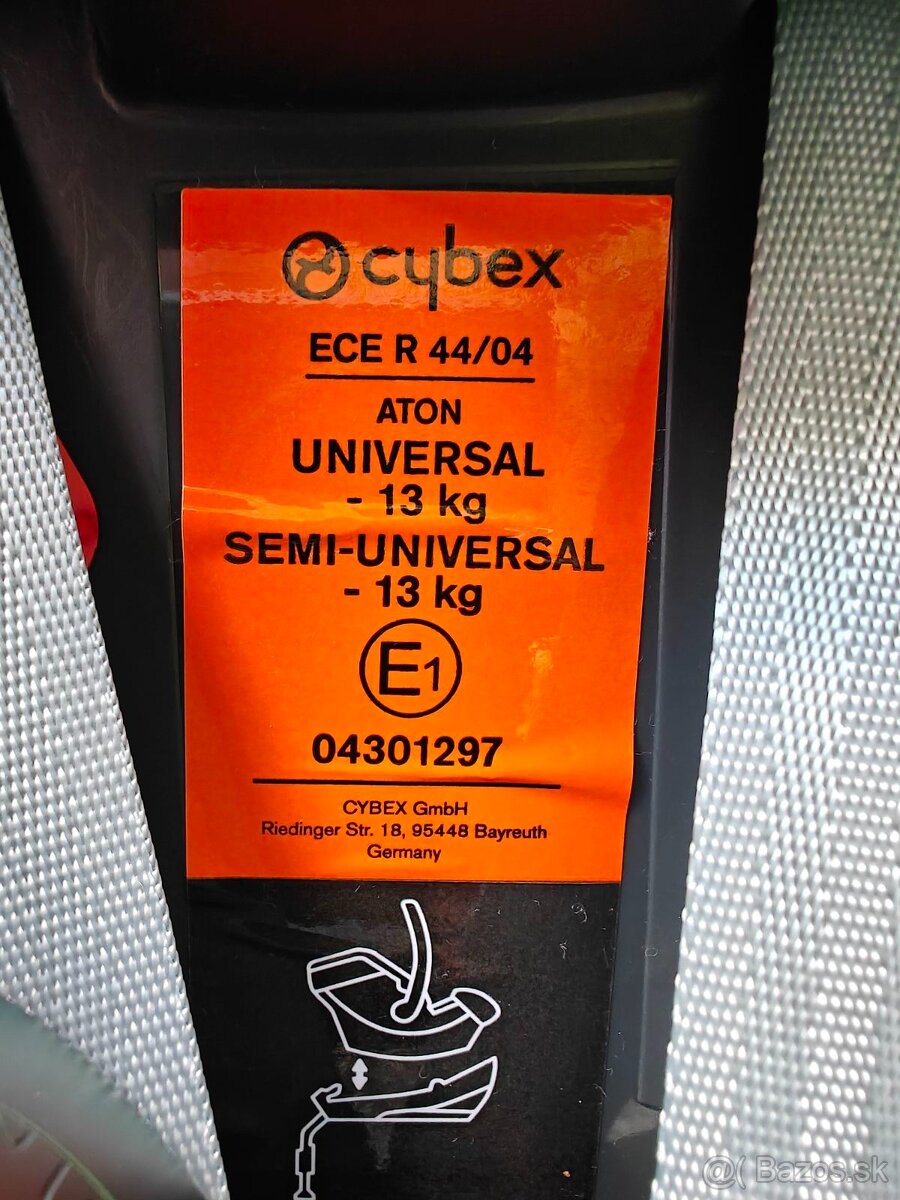 cybex
ECE R 44/04
ATON
UNIVERSAL
- 13 kg
SEMI-UNIVERSAL
- 13 kg
E1
04301297
CYBEX GmbH
Riedinger Str. 18, 95448 Bayreuth
Germany
@( Bazos.sk